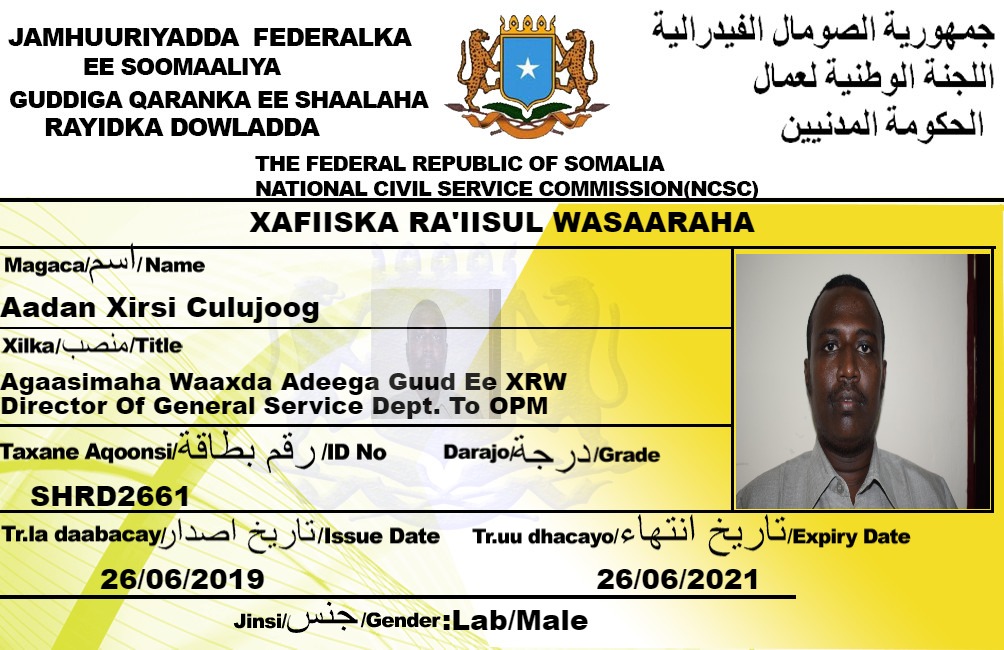 JAMHUURIYADDA FEDERALKA
EE SOOMAALIYA
GUDDIGA QARANKA EE SHAALAHA
RAYIDKA DOWLADDA
جمهورية الصومال الفيدرالية
اللجنة الوطنية لعمال
الحكومة المدنيين
THE FEDERAL REPUBLIC OF SOMALIA
NATIONAL CIVIL SERVICE COMMISSION(NCSC)
XAFIISKA RA'IISUL WASAARAHA
Magaca/اسم/Name
Aadan Xirsi Culujoog
Xilka/منصب/Title
Agaasimaha Waaxda Adeega Guud Ee XRW
Director Of General Service Dept. To OPM
Taxane Aqoonsi/رقم بطاقة/ID No
Darajo/درجة/Grade
SHRD2661
Tr.la daabacay/تاريخ اصدار/Issue Date
Tr.uu dhacayo/تاريخ انتهاء/Expiry Date
26/06/2019
26/06/2021
Jinsi/جنس/Gender:Lab/Male